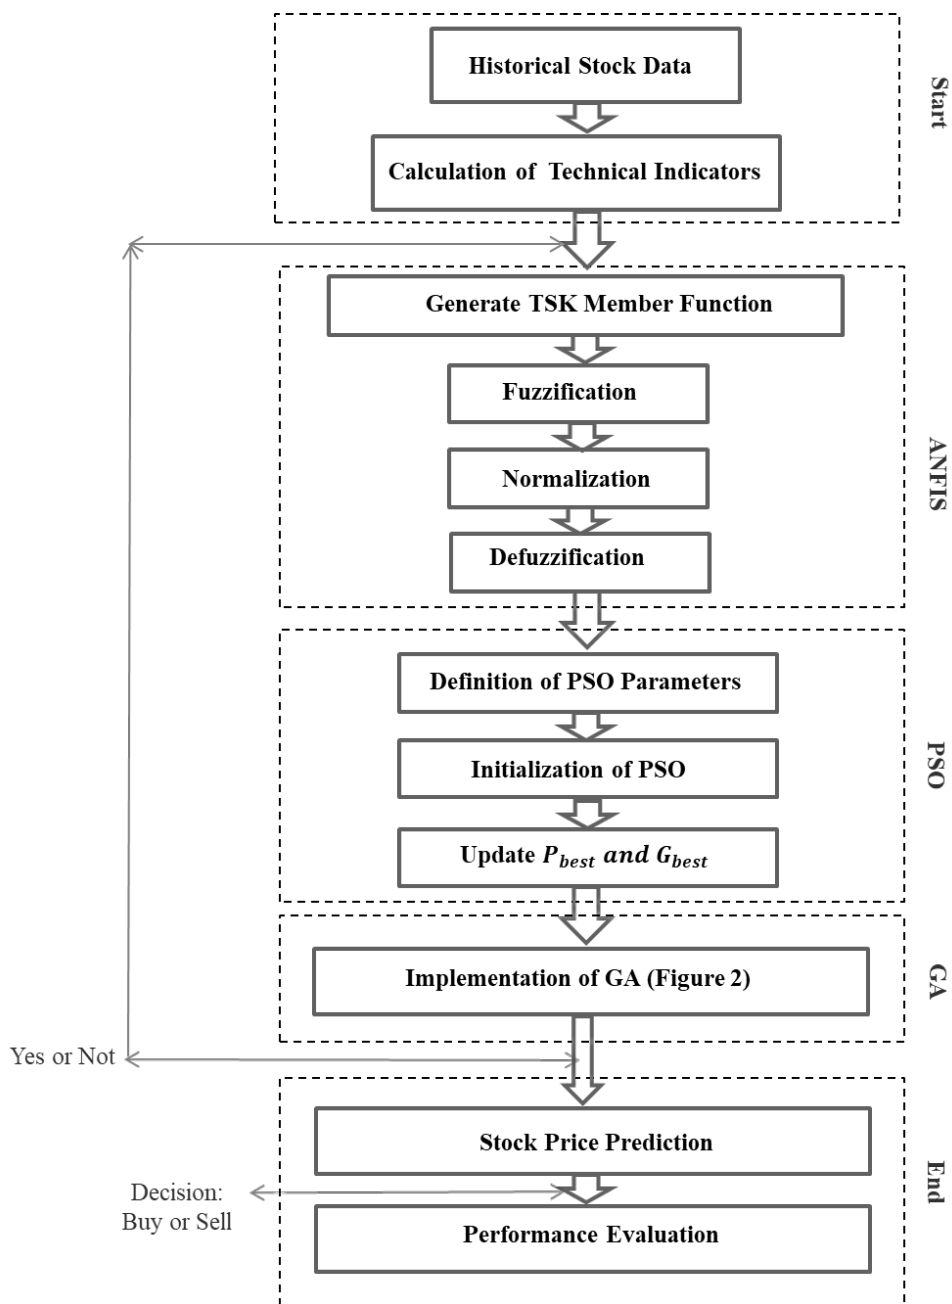 Historical Stock Data
Start
Calculation of Technical Indicators
Generate TSK Member Function
Fuzzification
ANFIS
Normalization
Defuzzification
Definition of PSO Parameters
PSO
Initialization of PSO
Update P_best and G_best
GA
Implementation of GA (Figure 2)
Yes or Not
Stock Price Prediction
End
Decision:
Buy or Sell
Performance Evaluation